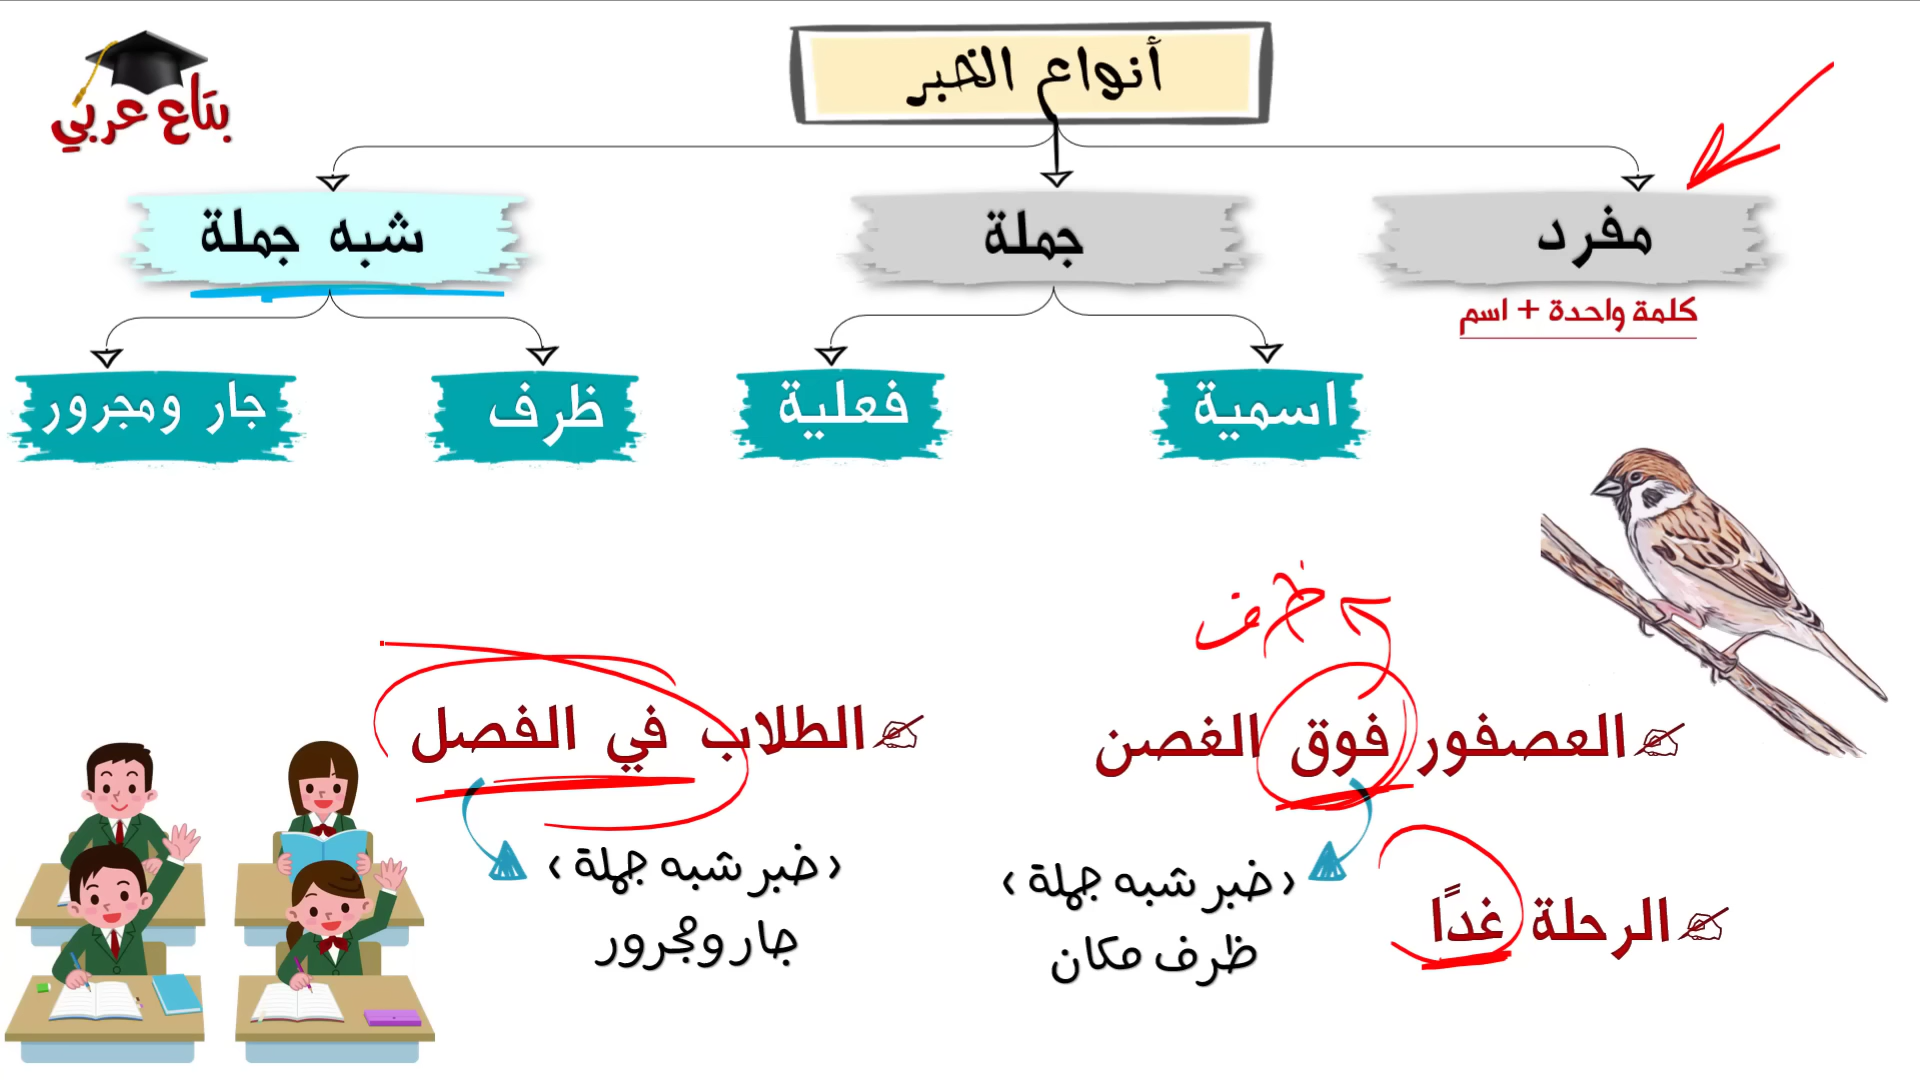 بتاع عربي
أنواع الخبر
مفرد
جملة
شبه جملة
كلمة واحدة + اسم
اسمية
فعلية
ظرف
جار ومجرور
ظرف
العصفور فوق الغصن
الطلاب في الفصل
﴿خبر شبه جملة﴾
ظرف مكان
﴿خبر شبه جملة﴾
جار ومجرور
الرحلة غدًا